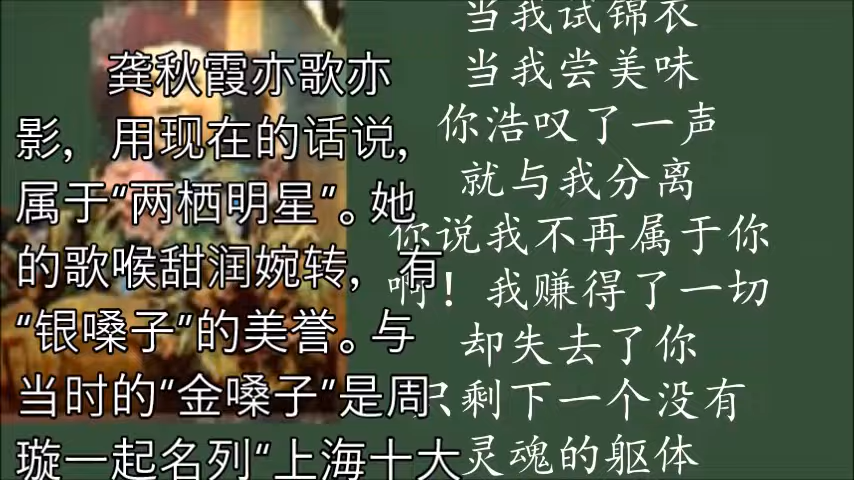 龚秋霞亦歌亦
影，用现在的话说，
属于“两栖明星”。她
的歌喉甜润婉转，有
“银嗓子”的美誉。与
当时的“金嗓子”是周
璇一起名列“上海十大
当我试锦衣
当我尝美味
你浩叹了一声
就与我分离
你说我不再属于你
啊！我赚得了一切
却失去了你
只剩下一个没有
灵魂的躯体